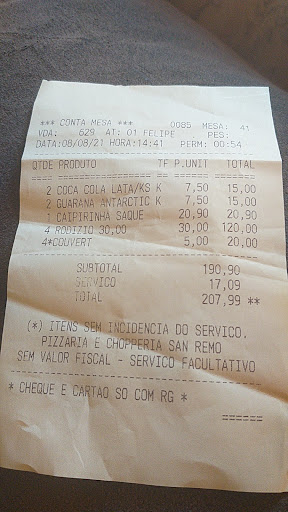 *** CONTA MESA ***     0085 MESA: 41
VDA: 629 AT: 01 FELIPE     PES:
DATA:08/08/21 HORA:14:41 PERM: 00:54
QTDE PRODUTO     TF P.UNIT TOTAL
2 COCA COLA LATA/KS K 7,50 15,00
2 GUARANA ANTARCTIC K 7,50 15,00
1 CAIPIRINHA SAQUE 20,90 20,90
4 RODIZIO 30,00 30,00 120,00
4*COUVERT 5,00 20,00
SUBTOTAL 190,90
SERVICO 17,09
TOTAL 207,99 **
(*) ITENS SEM INCIDENCIA DO SERVICO.
PIZZARIA E CHOPPERIA SAN REMO
SEM VALOR FISCAL - SERVICO FACULTATIVO
* CHEQUE E CARTAO SO COM RG *
=====